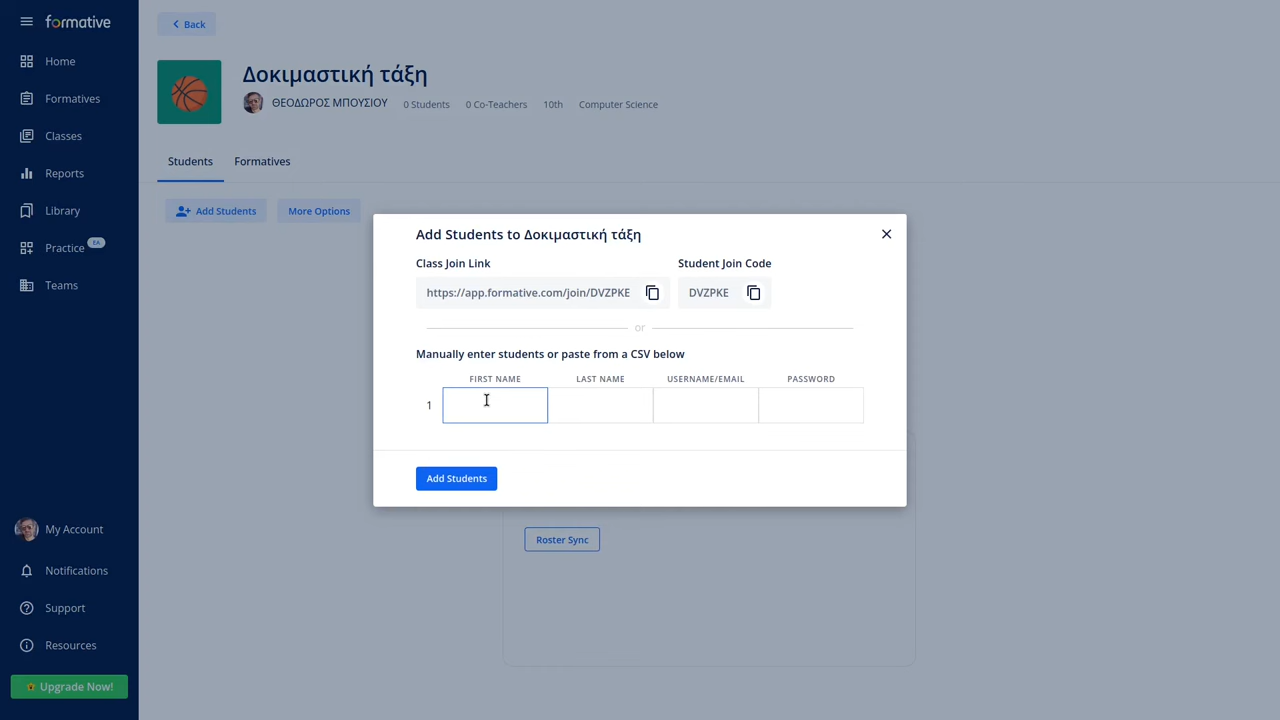 formative
Back
Home
Formatives
Classes
Reports
Library
Practice EA
Teams
My Account
Notifications
Support
Resources
Upgrade Now!
Δοκιμαστική τάξη
ΘΕΟΔΩΡΟΣ ΜΠΟΥΣΙΟΥ 0 Students 0 Co-Teachers 10th Computer Science
Students Formatives
Add Students More Options
Add Students to Δοκιμαστική τάξη
Class Join Link Student Join Code
https://app.formative.com/join/DVZPKE DVZPKE
or
Manually enter students or paste from a CSV below
FIRST NAME LAST NAME USERNAME/EMAIL PASSWORD
1
Add Students
Roster Sync